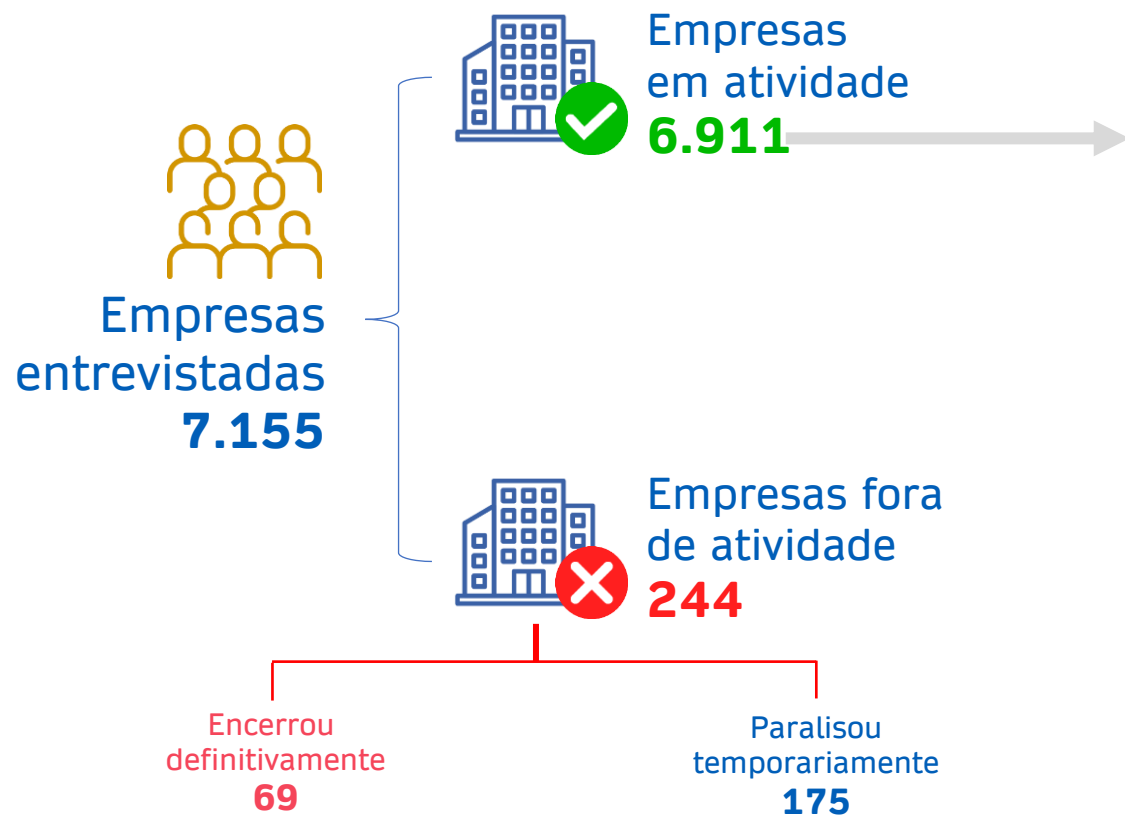 Empresas
em atividade
6.911
Empresas
entrevistadas
7.155
Empresas fora
de atividade
244
Encerrou
definitivamente
69
Paralisou
temporariamente
175